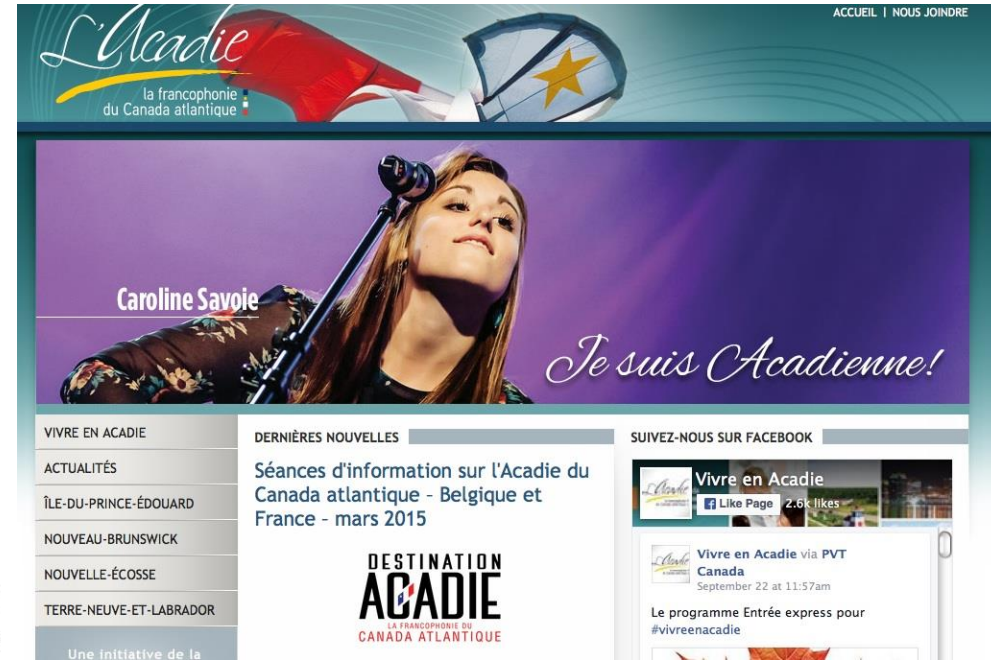 ACCUEIL | NOUS JOINDRE
L'Acadie
la francophonie
du Canada atlantique
Caroline Savoie
Je suis Acadienne!
VIVRE EN ACADIE
ACTUALITÉS
ÎLE-DU-PRINCE-ÉDOUARD
NOUVEAU-BRUNSWICK
NOUVELLE-ÉCOSSE
TERRE-NEUVE-ET-LABRADOR
Une initiative de la
DERNIÈRES NOUVELLES
Séances d'information sur l'Acadie du
Canada atlantique - Belgique et
France - mars 2015
DESTINATION
ACADIE
LA FRANCOPHONIE DU
CANADA ATLANTIQUE
SUIVEZ-NOUS SUR FACEBOOK
L'Acadie
Vivre en Acadie
Like Page 2.6k likes
L'Acadie
Vivre en Acadie via PVT
Canada
September 22 at 11:57am
Le programme Entrée express pour
#vivreenacadie